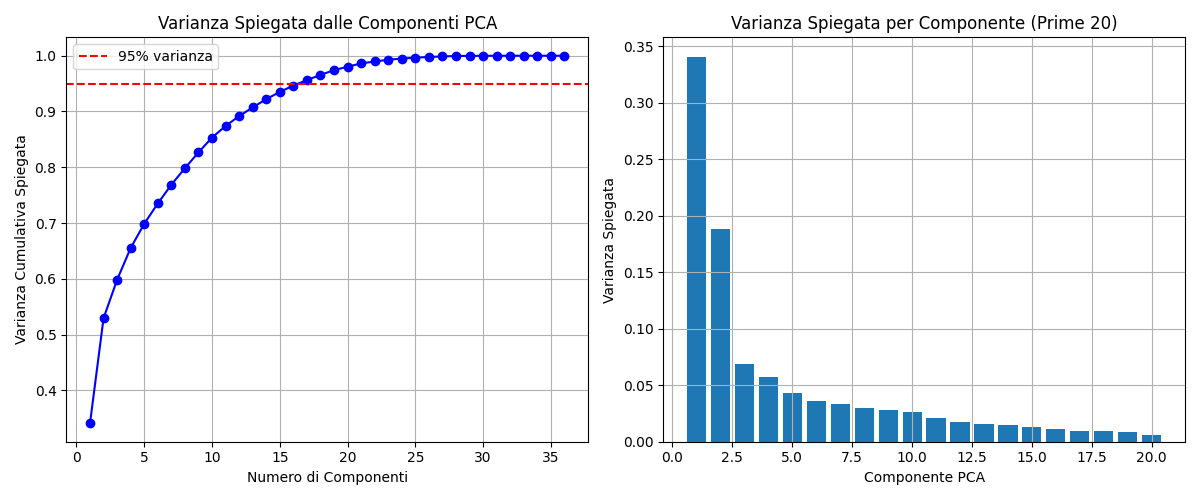 Varianza Spiegata dalle Componenti PCA
95% varianza
1.0
0.9
0.8
0.7
0.6
0.5
0.4
Varianza Cumulativa Spiegata
0 5 10 15 20 25 30 35
Numero di Componenti
Varianza Spiegata per Componente (Prime 20)
0.35
0.30
0.25
0.20
0.15
0.10
0.05
0.00
Varianza Spiegata
0.0 2.5 5.0 7.5 10.0 12.5 15.0 17.5 20.0
Componente PCA